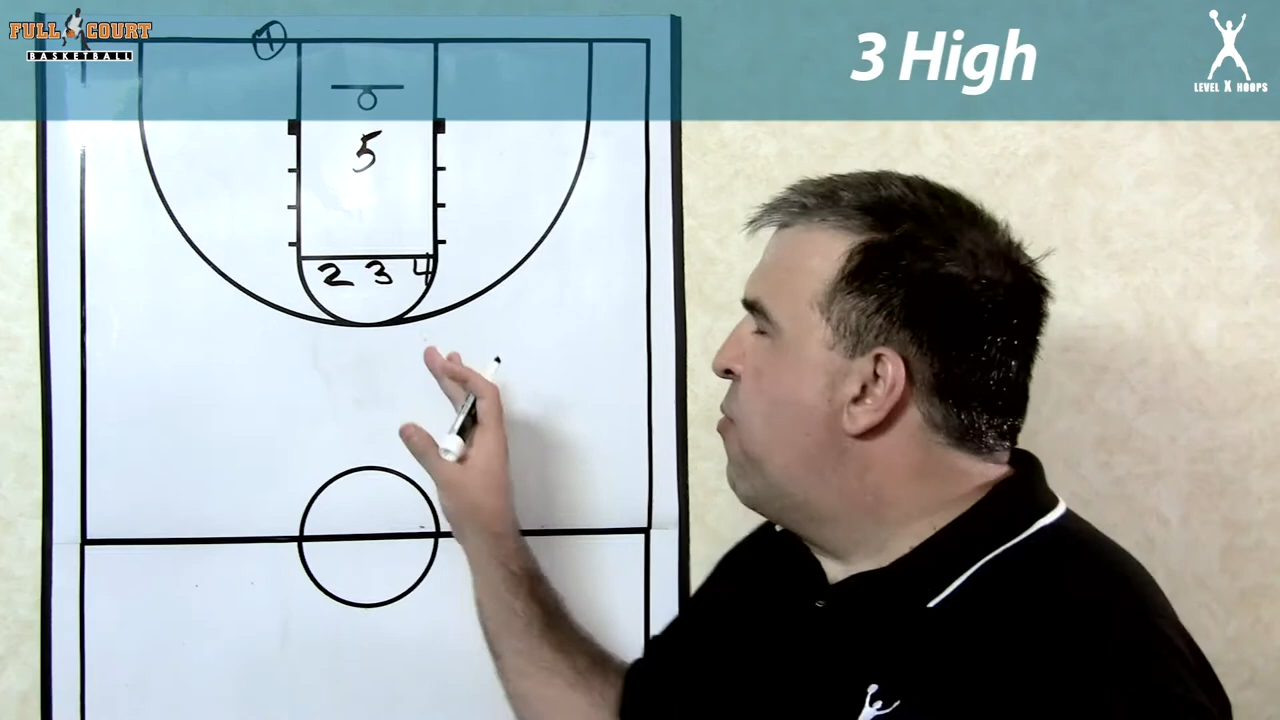 FULL COURT
BASKETBALL
1
3 High
LEVEL X HOOPS
5
2 3 4